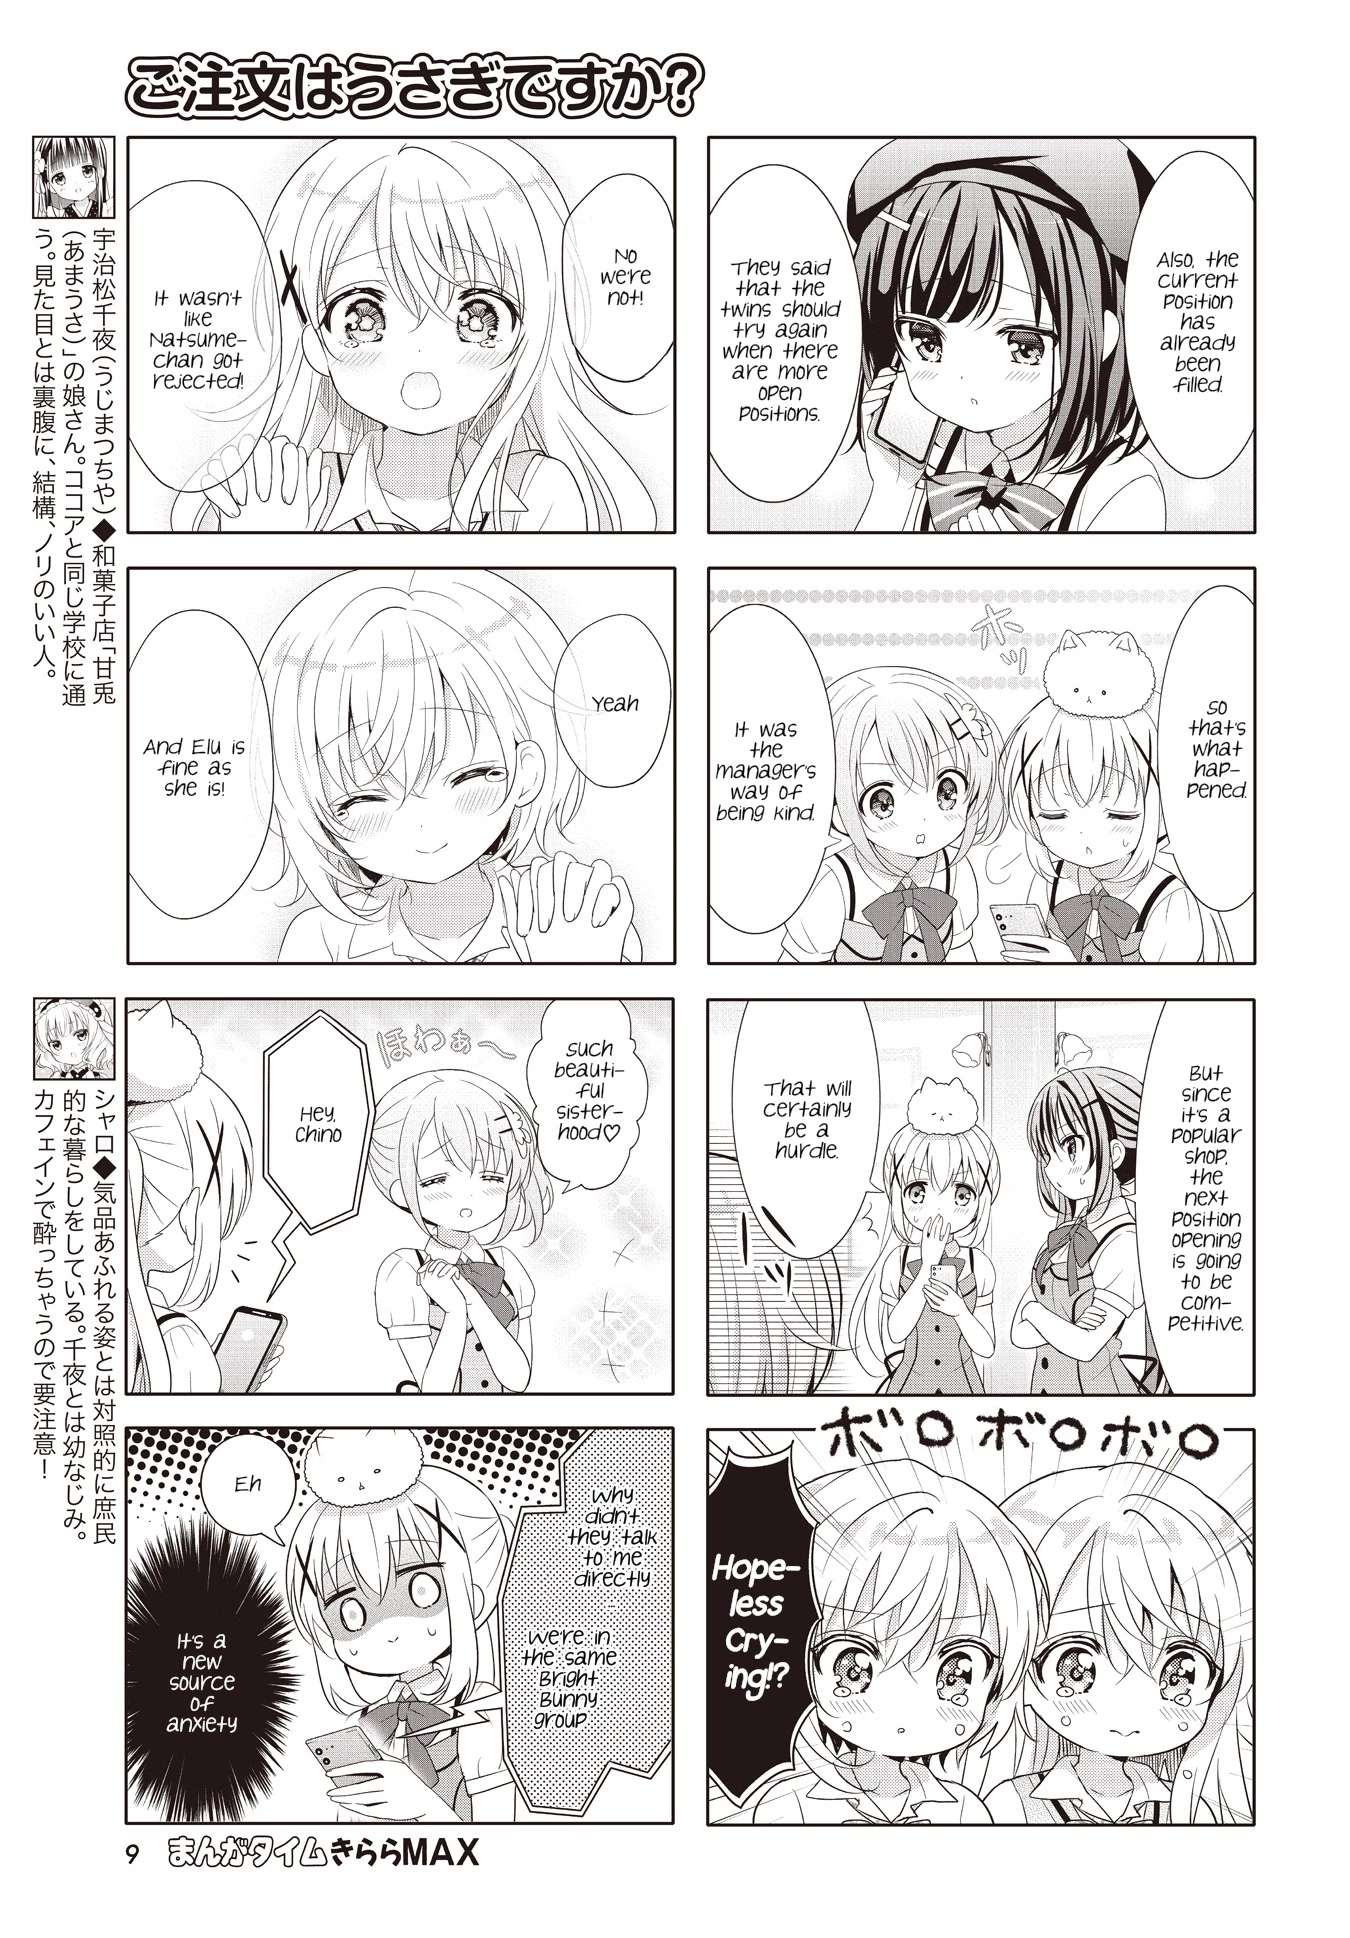 ご注文はうさぎですか?
Also, the
current
position
has
already
been
filled.
They said
that the
twins should
try again
when there
are more
open
positions.
ホッ
So
that's
what
hap-
pened.
It was
the
manager's
way of
being kind.
But
since
it's a
popular
shop,
the
next
position
opening
is going
to be
com-
petitive.
That will
certainly
be a
hurdle.
ボロボロボロ
Hope-
less
Cry-
ing!?
No
we're
not!
It wasn't
like
Natsume-
chan got
rejected!
Yeah
And Elu is
fine as
she is!
Such
beauti-
ful
sister-
hood♡
ほわぁ〜
Hey,
Chino
Why
didn't
they talk
to me
directly
We're in
the same
Bright
Bunny
group
Eh
It's a
new
source
of
anxiety
宇治松千夜(うじまつちや)◆和菓子店「甘兎
(あまうさ)」の娘さん。ココアと同じ学校に通
う。見た目とは裏腹に、結構、ノリのいい人。
シャロ◆気品あふれる姿とは対照的に庶民
的な暮らしをしている。千夜とは幼なじみ。
カフェインで酔っちゃうので要注意!
9 まんがタイムきららMAX